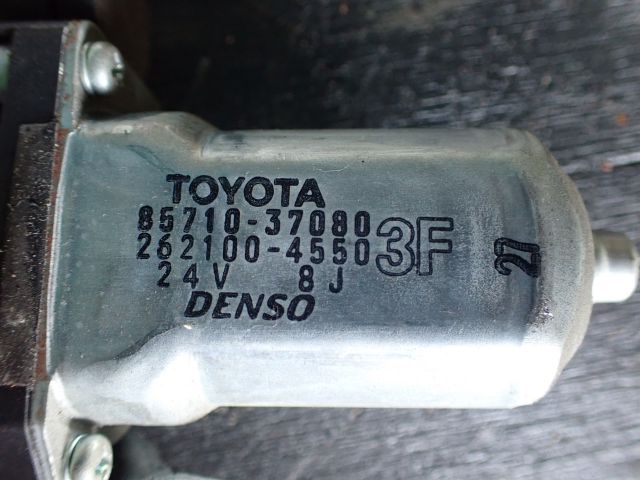 TOYOTA
85710-37080
262100-4550
3F
24V 8J
DENSO
27